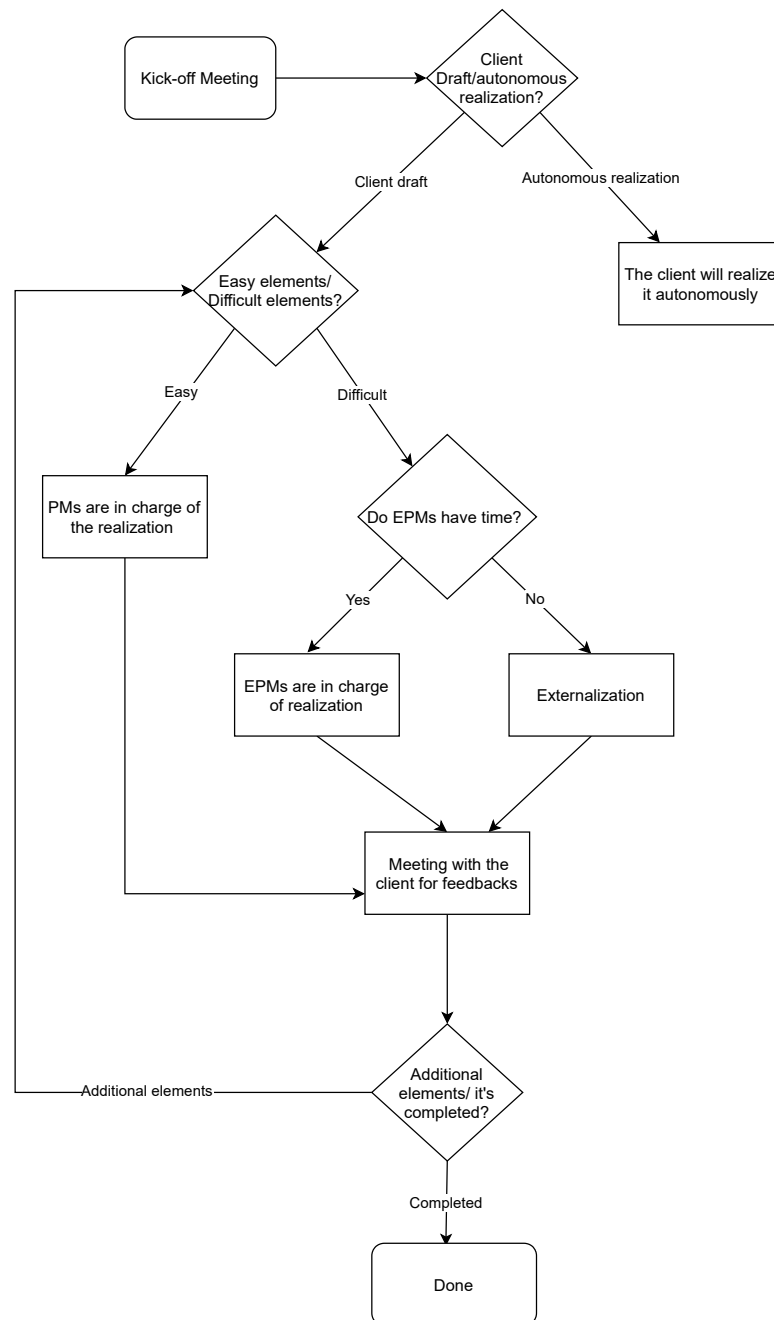 Kick-off Meeting
Client
Draft/autonomous
realization?
Client draft
Autonomous realization
Easy elements/
Difficult elements?
The client will realize
it autonomously
Easy
Difficult
PMs are in charge of
the realization
Do EPMs have time?
Yes
No
EPMs are in charge
of realization
Externalization
Meeting with the
client for feedbacks
Additional elements
Additional
elements/ it's
completed?
Completed
Done